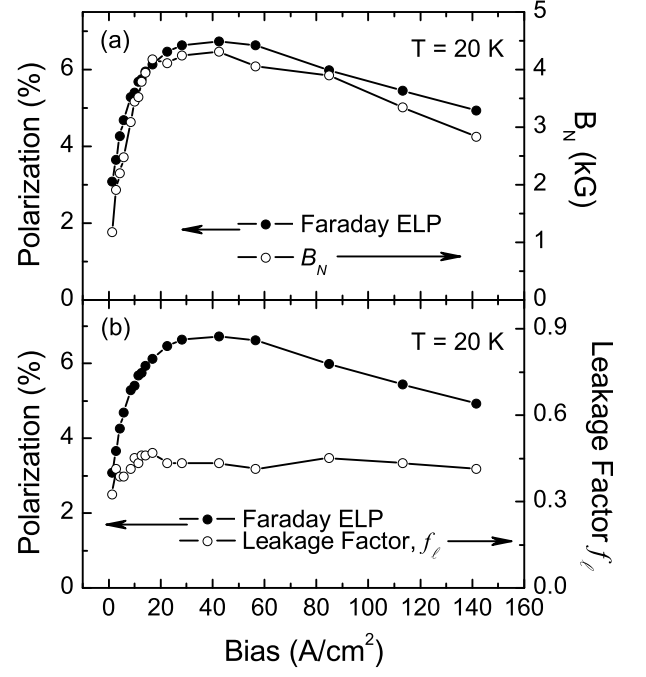 (a)
T = 20 K
Polarization (%)
6
4
2
0
5
4
3
2
1
0
B_N (kG)
Faraday ELP
B_N
(b)
T = 20 K
Polarization (%)
6
4
2
0
0.9
0.6
0.3
0.0
Leakage Factor f_ℓ
Faraday ELP
Leakage Factor, f_ℓ
0 20 40 60 80 100 120 140 160
Bias (A/cm²)